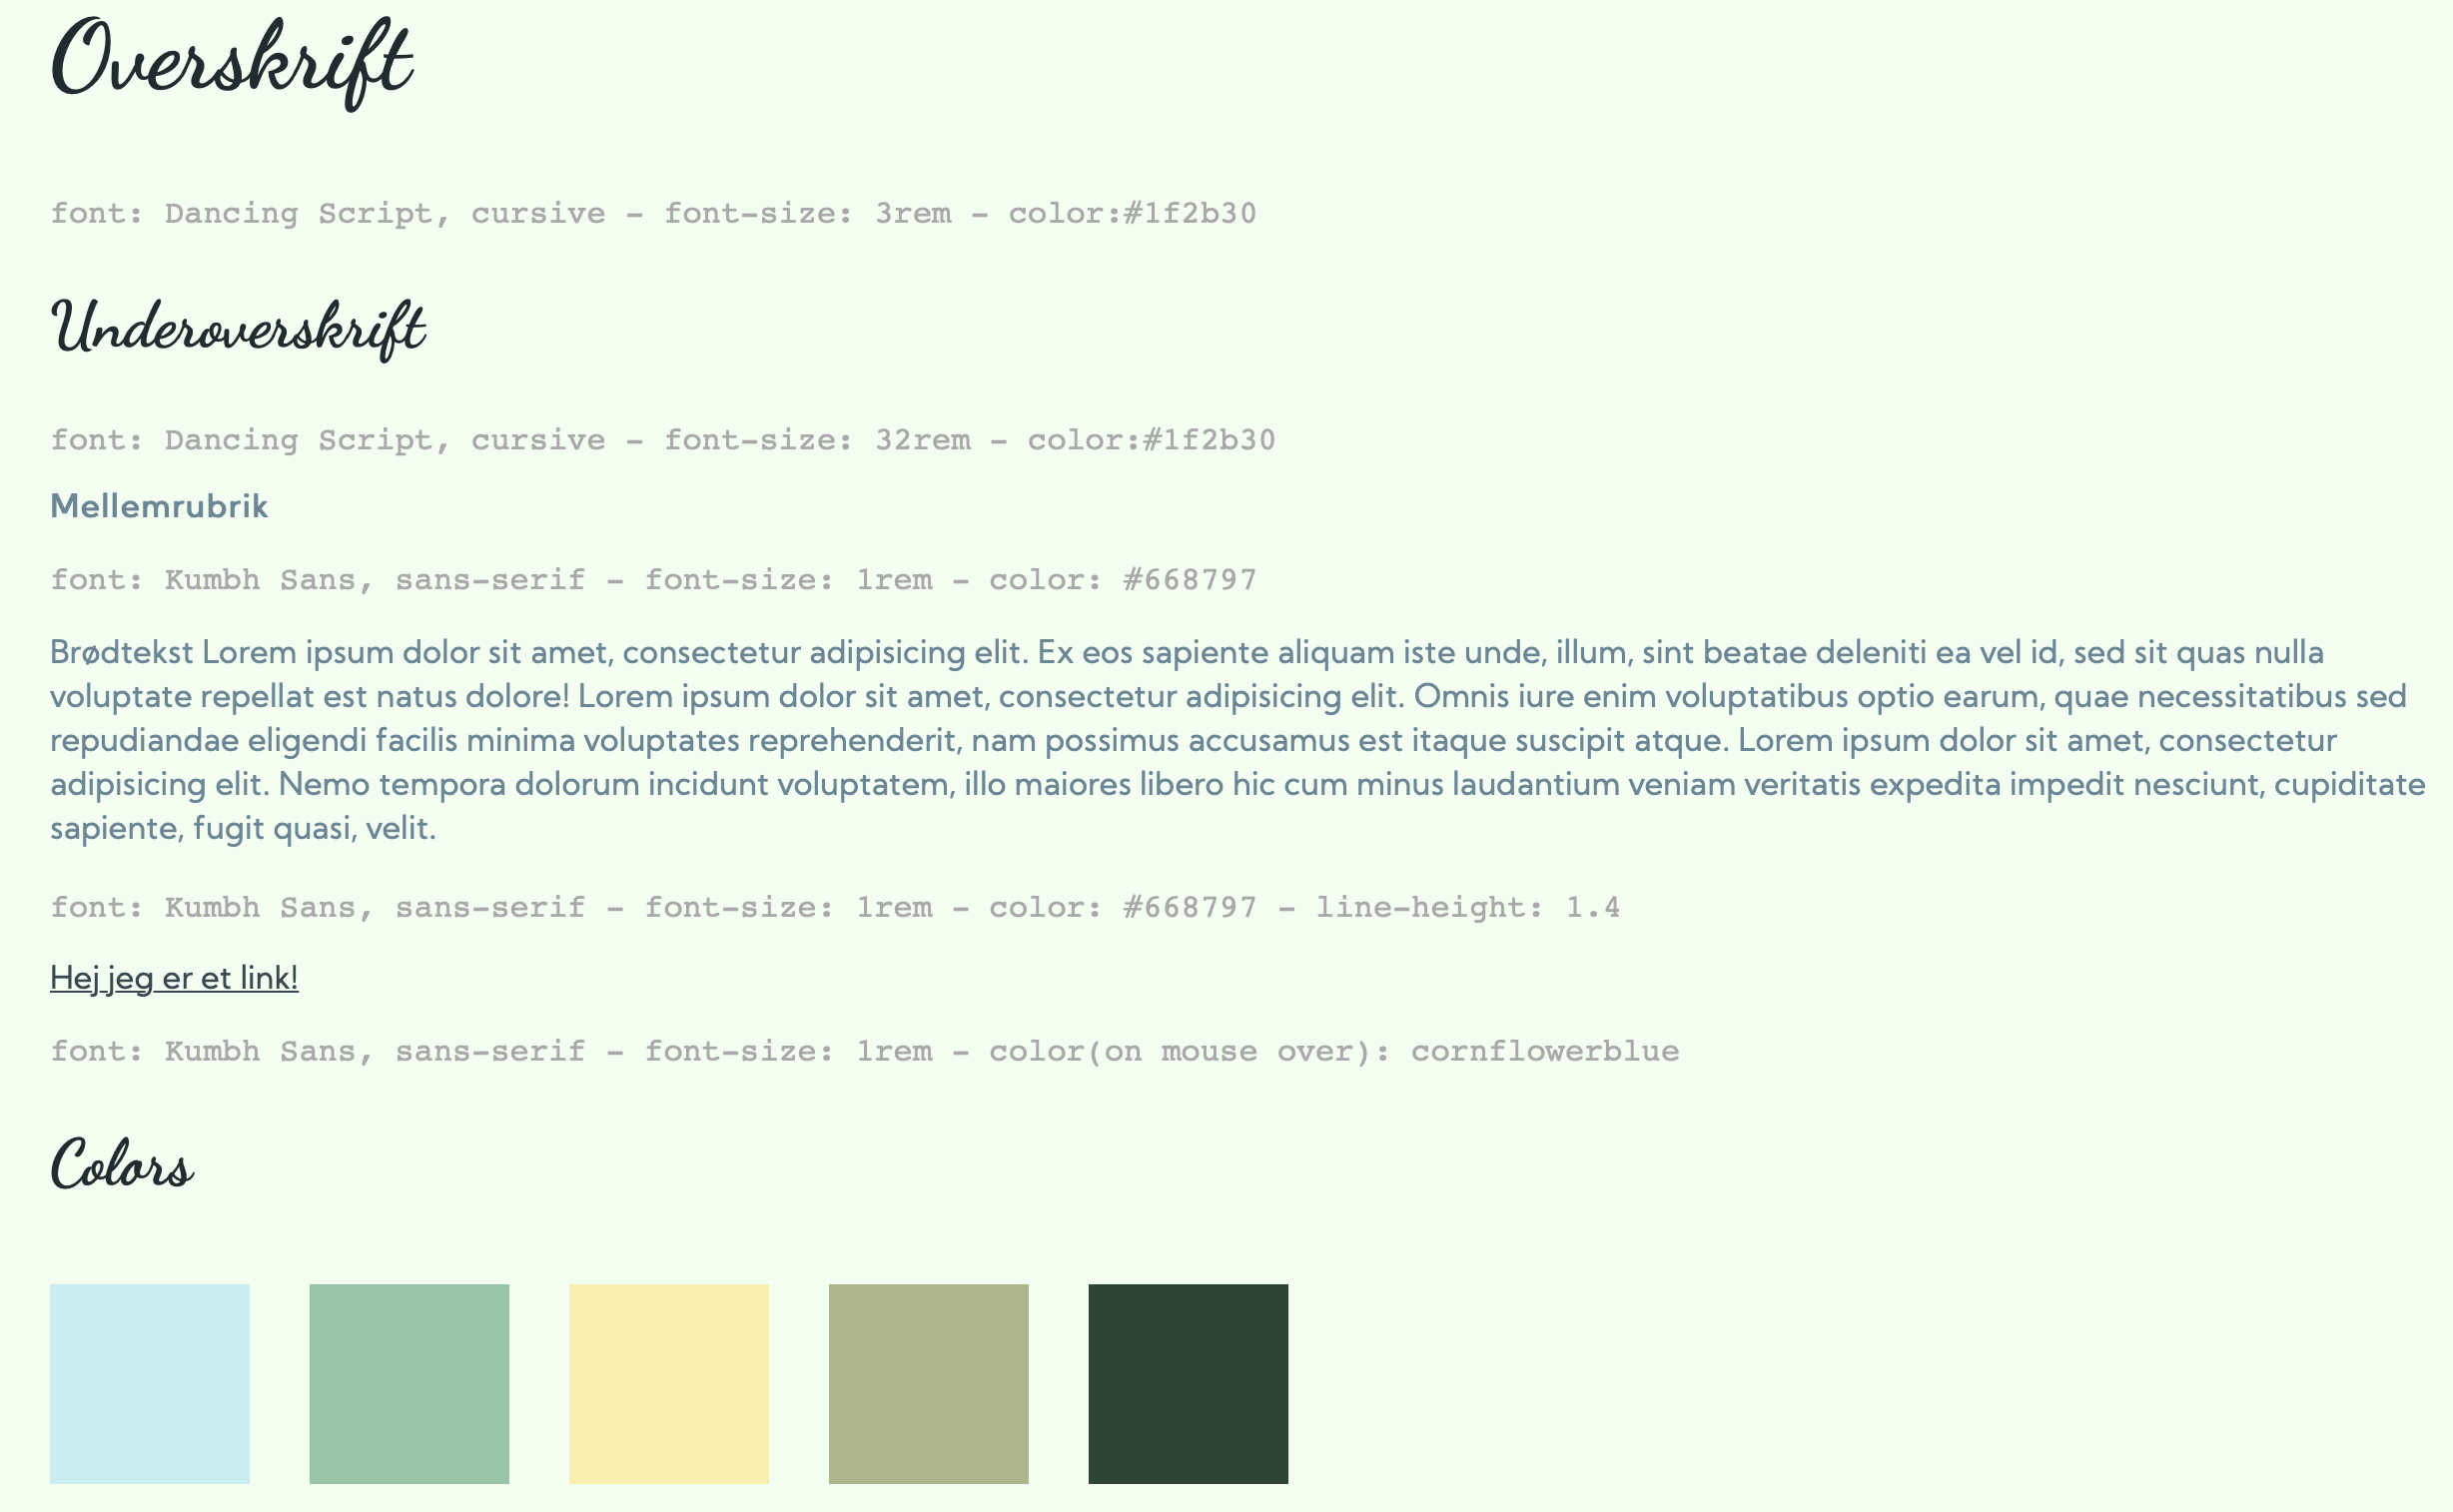 Overskrift
font: Dancing Script, cursive - font-size: 3rem - color:#1f2b30
Underoverskrift
font: Dancing Script, cursive - font-size: 32rem - color:#1f2b30
Mellemrubrik
font: Kumbh Sans, sans-serif - font-size: 1rem - color: #668797
Brødtekst Lorem ipsum dolor sit amet, consectetur adipisicing elit. Ex eos sapiente aliquam iste unde, illum, sint beatae deleniti ea vel id, sed sit quas nulla
voluptate repellat est natus dolore! Lorem ipsum dolor sit amet, consectetur adipisicing elit. Omnis iure enim voluptatibus optio earum, quae necessitatibus sed
repudiandae eligendi facilis minima voluptates reprehenderit, nam possimus accusamus est itaque suscipit atque. Lorem ipsum dolor sit amet, consectetur
adipisicing elit. Nemo tempora dolorum incidunt voluptatem, illo maiores libero hic cum minus laudantium veniam veritatis expedita impedit nesciunt, cupiditate
sapiente, fugit quasi, velit.
font: Kumbh Sans, sans-serif - font-size: 1rem - color: #668797 - line-height: 1.4
Hej jeg er et link!
font: Kumbh Sans, sans-serif - font-size: 1rem - color(on mouse over): cornflowerblue
Colors